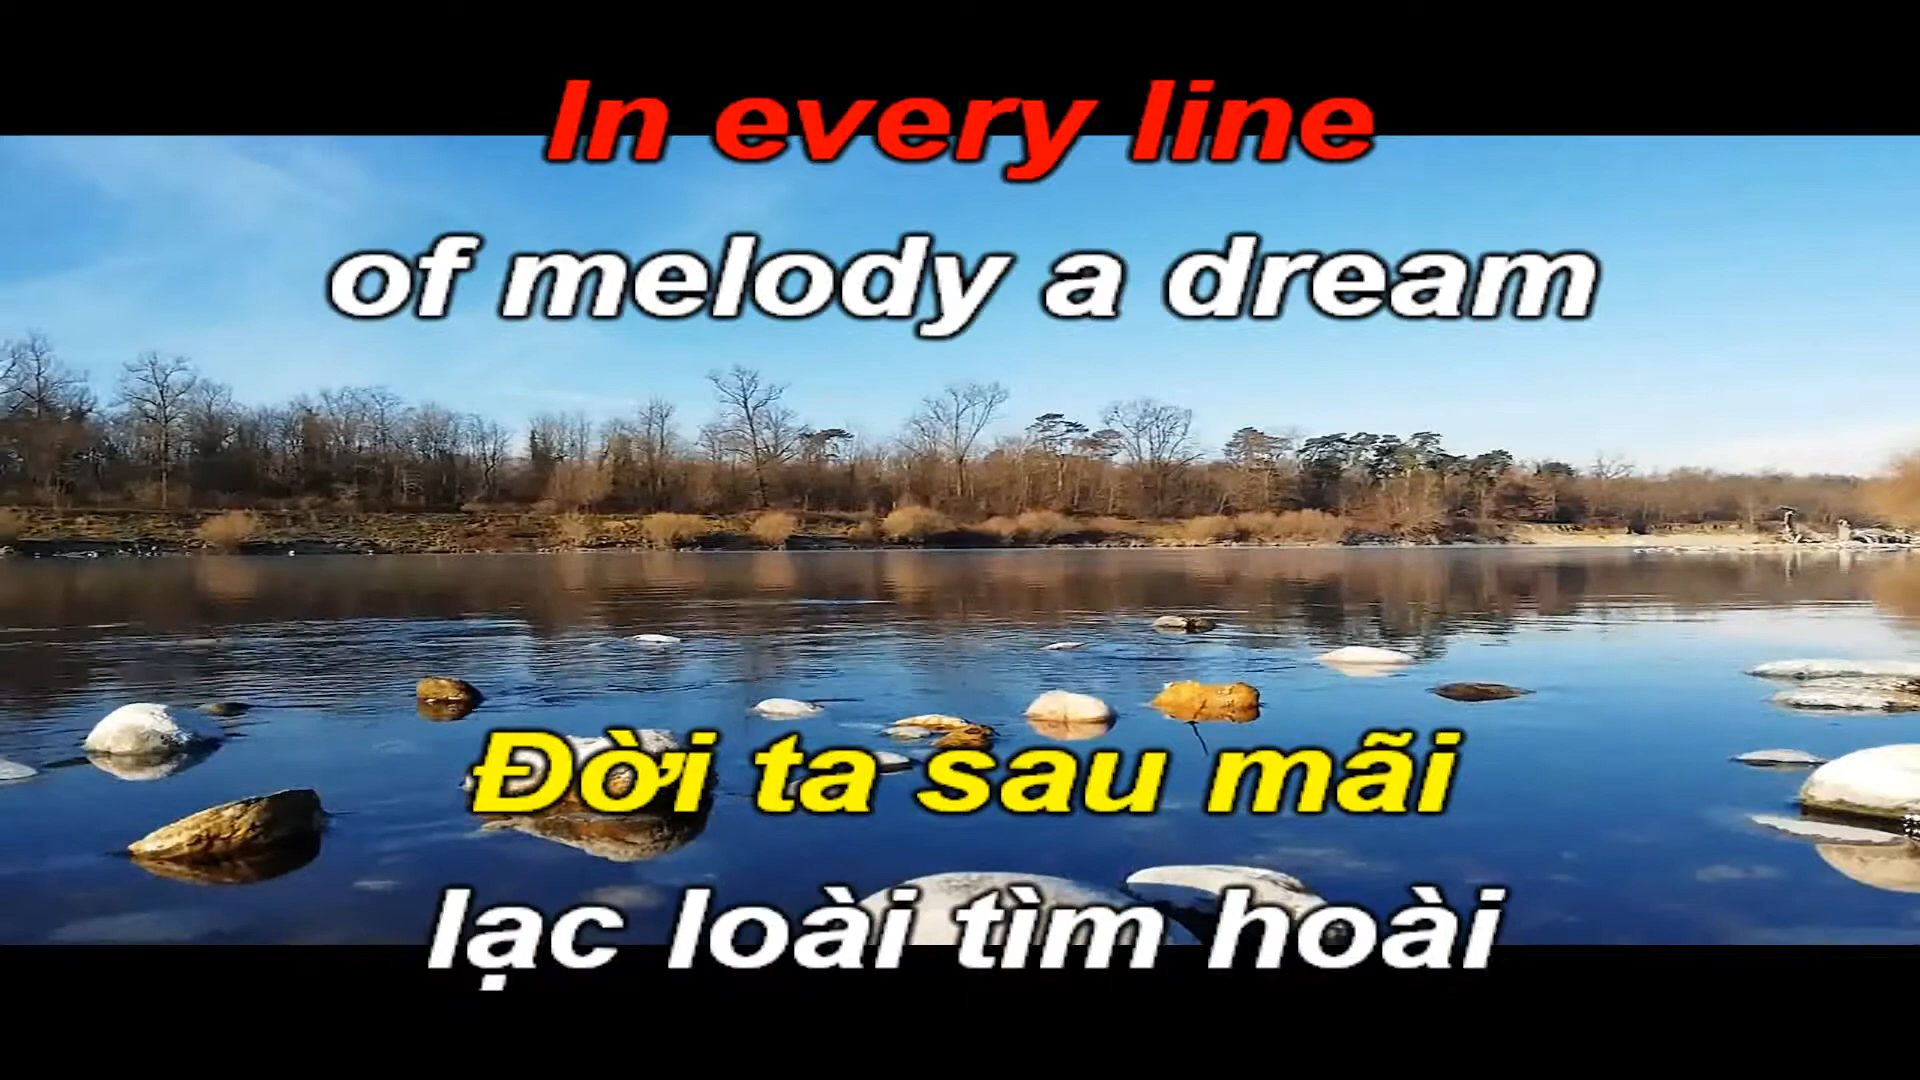 In every line
of melody a dream
Đời ta sau mãi
lạc loài tìm hoài